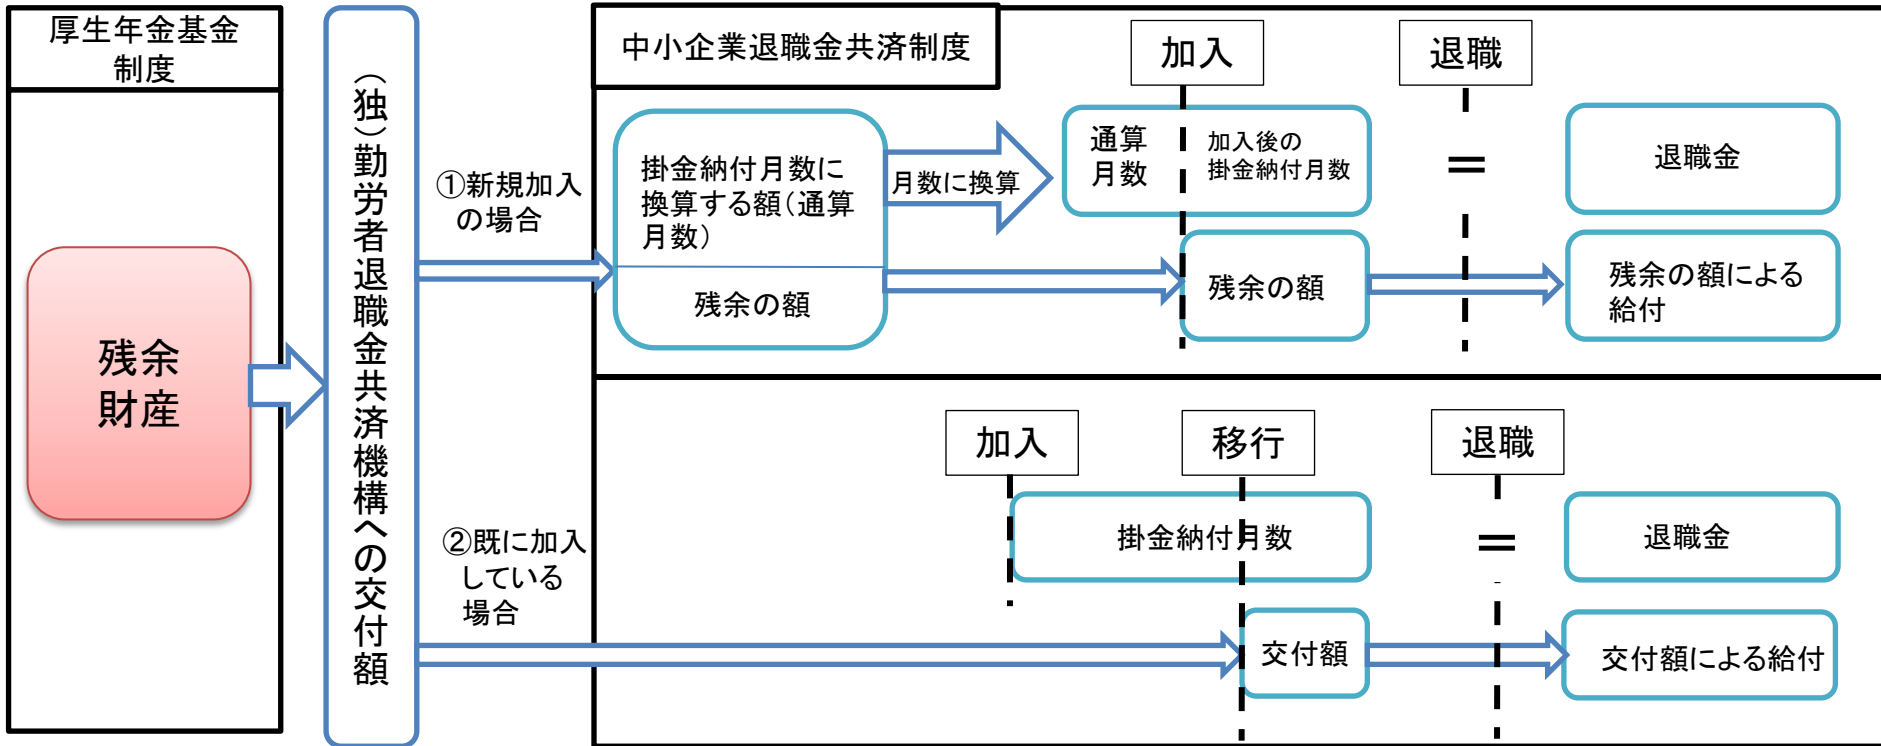 厚生年金基金
制度
残余
財産
(独)勤労者退職金共済機構への交付額
中小企業退職金共済制度
①新規加入
の場合
掛金納付月数に
換算する額(通算
月数)
残余の額
月数に換算
加入
退職
通算
月数
加入後の
掛金納付月数
=
退職金
残余の額
残余の額による
給付
②既に加入
している
場合
加入
移行
退職
掛金納付月数
=
退職金
交付額
交付額による給付